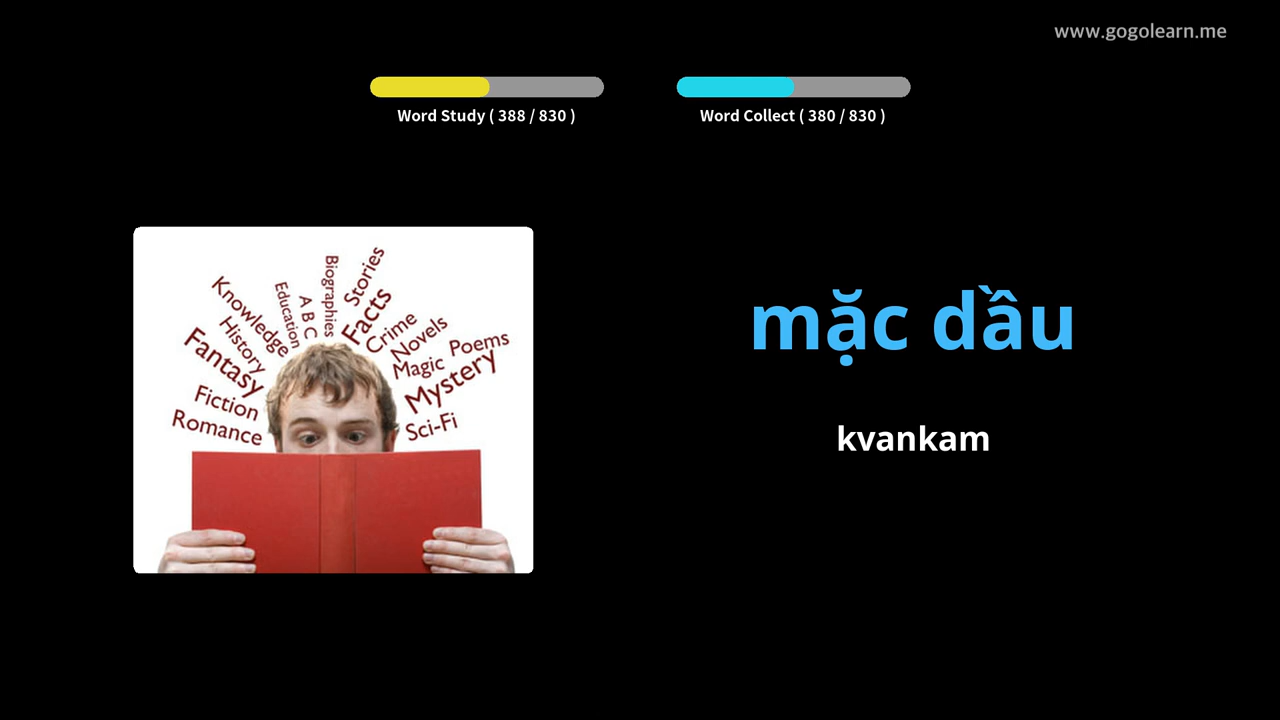 www.gogolearn.me
Word Study ( 388 / 830 )
Word Collect ( 380 / 830 )
Biographies
Stories
Education
A B C
Facts
Knowledge
Crime
History
Novels
Poems
Fantasy
Magic
Mystery
Fiction
Romance
Sci-Fi
mặc dầu
kvankam